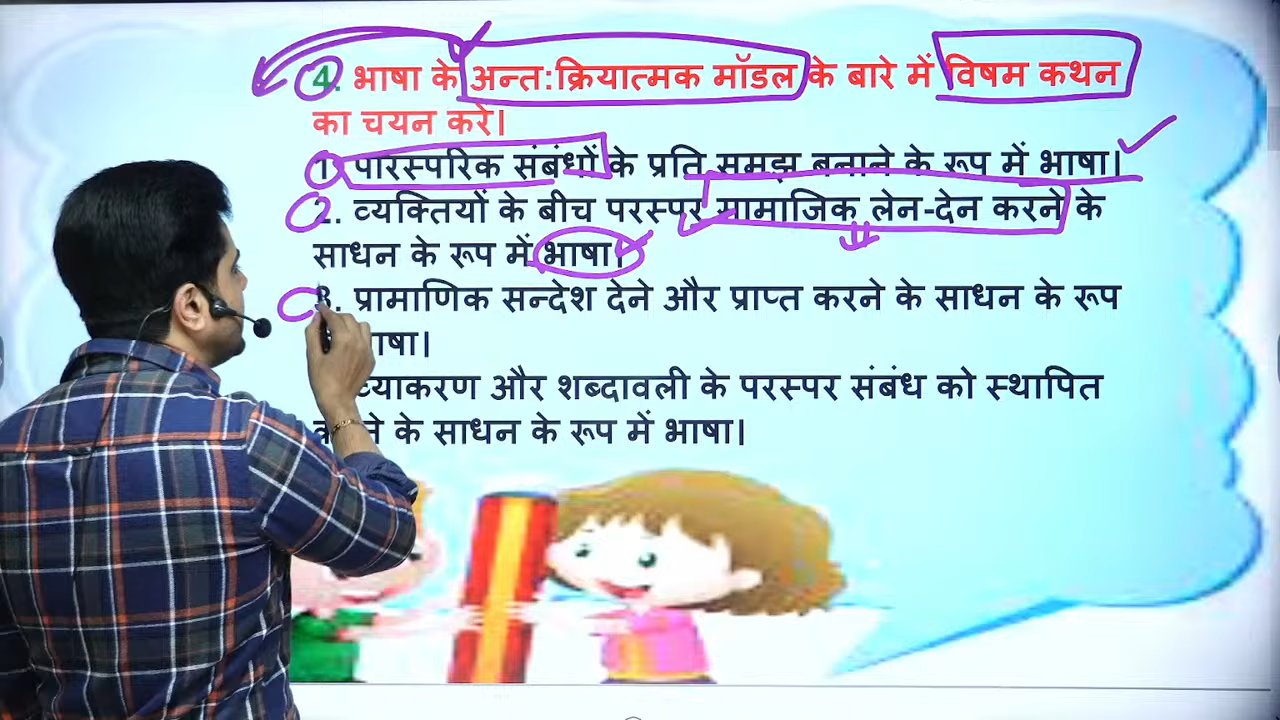 4. भाषा के अन्त:क्रियात्मक मॉडल के बारे में विषम कथन
का चयन करे।
1. पारस्परिक संबंधों के प्रति समझ बनाने के रूप में भाषा।
2. व्यक्तियों के बीच परस्पर सामाजिक लेन-देन करने के
साधन के रूप में भाषा।
3. प्रामाणिक सन्देश देने और प्राप्त करने के साधन के रूप
भाषा।
व्याकरण और शब्दावली के परस्पर संबंध को स्थापित
के साधन के रूप में भाषा।